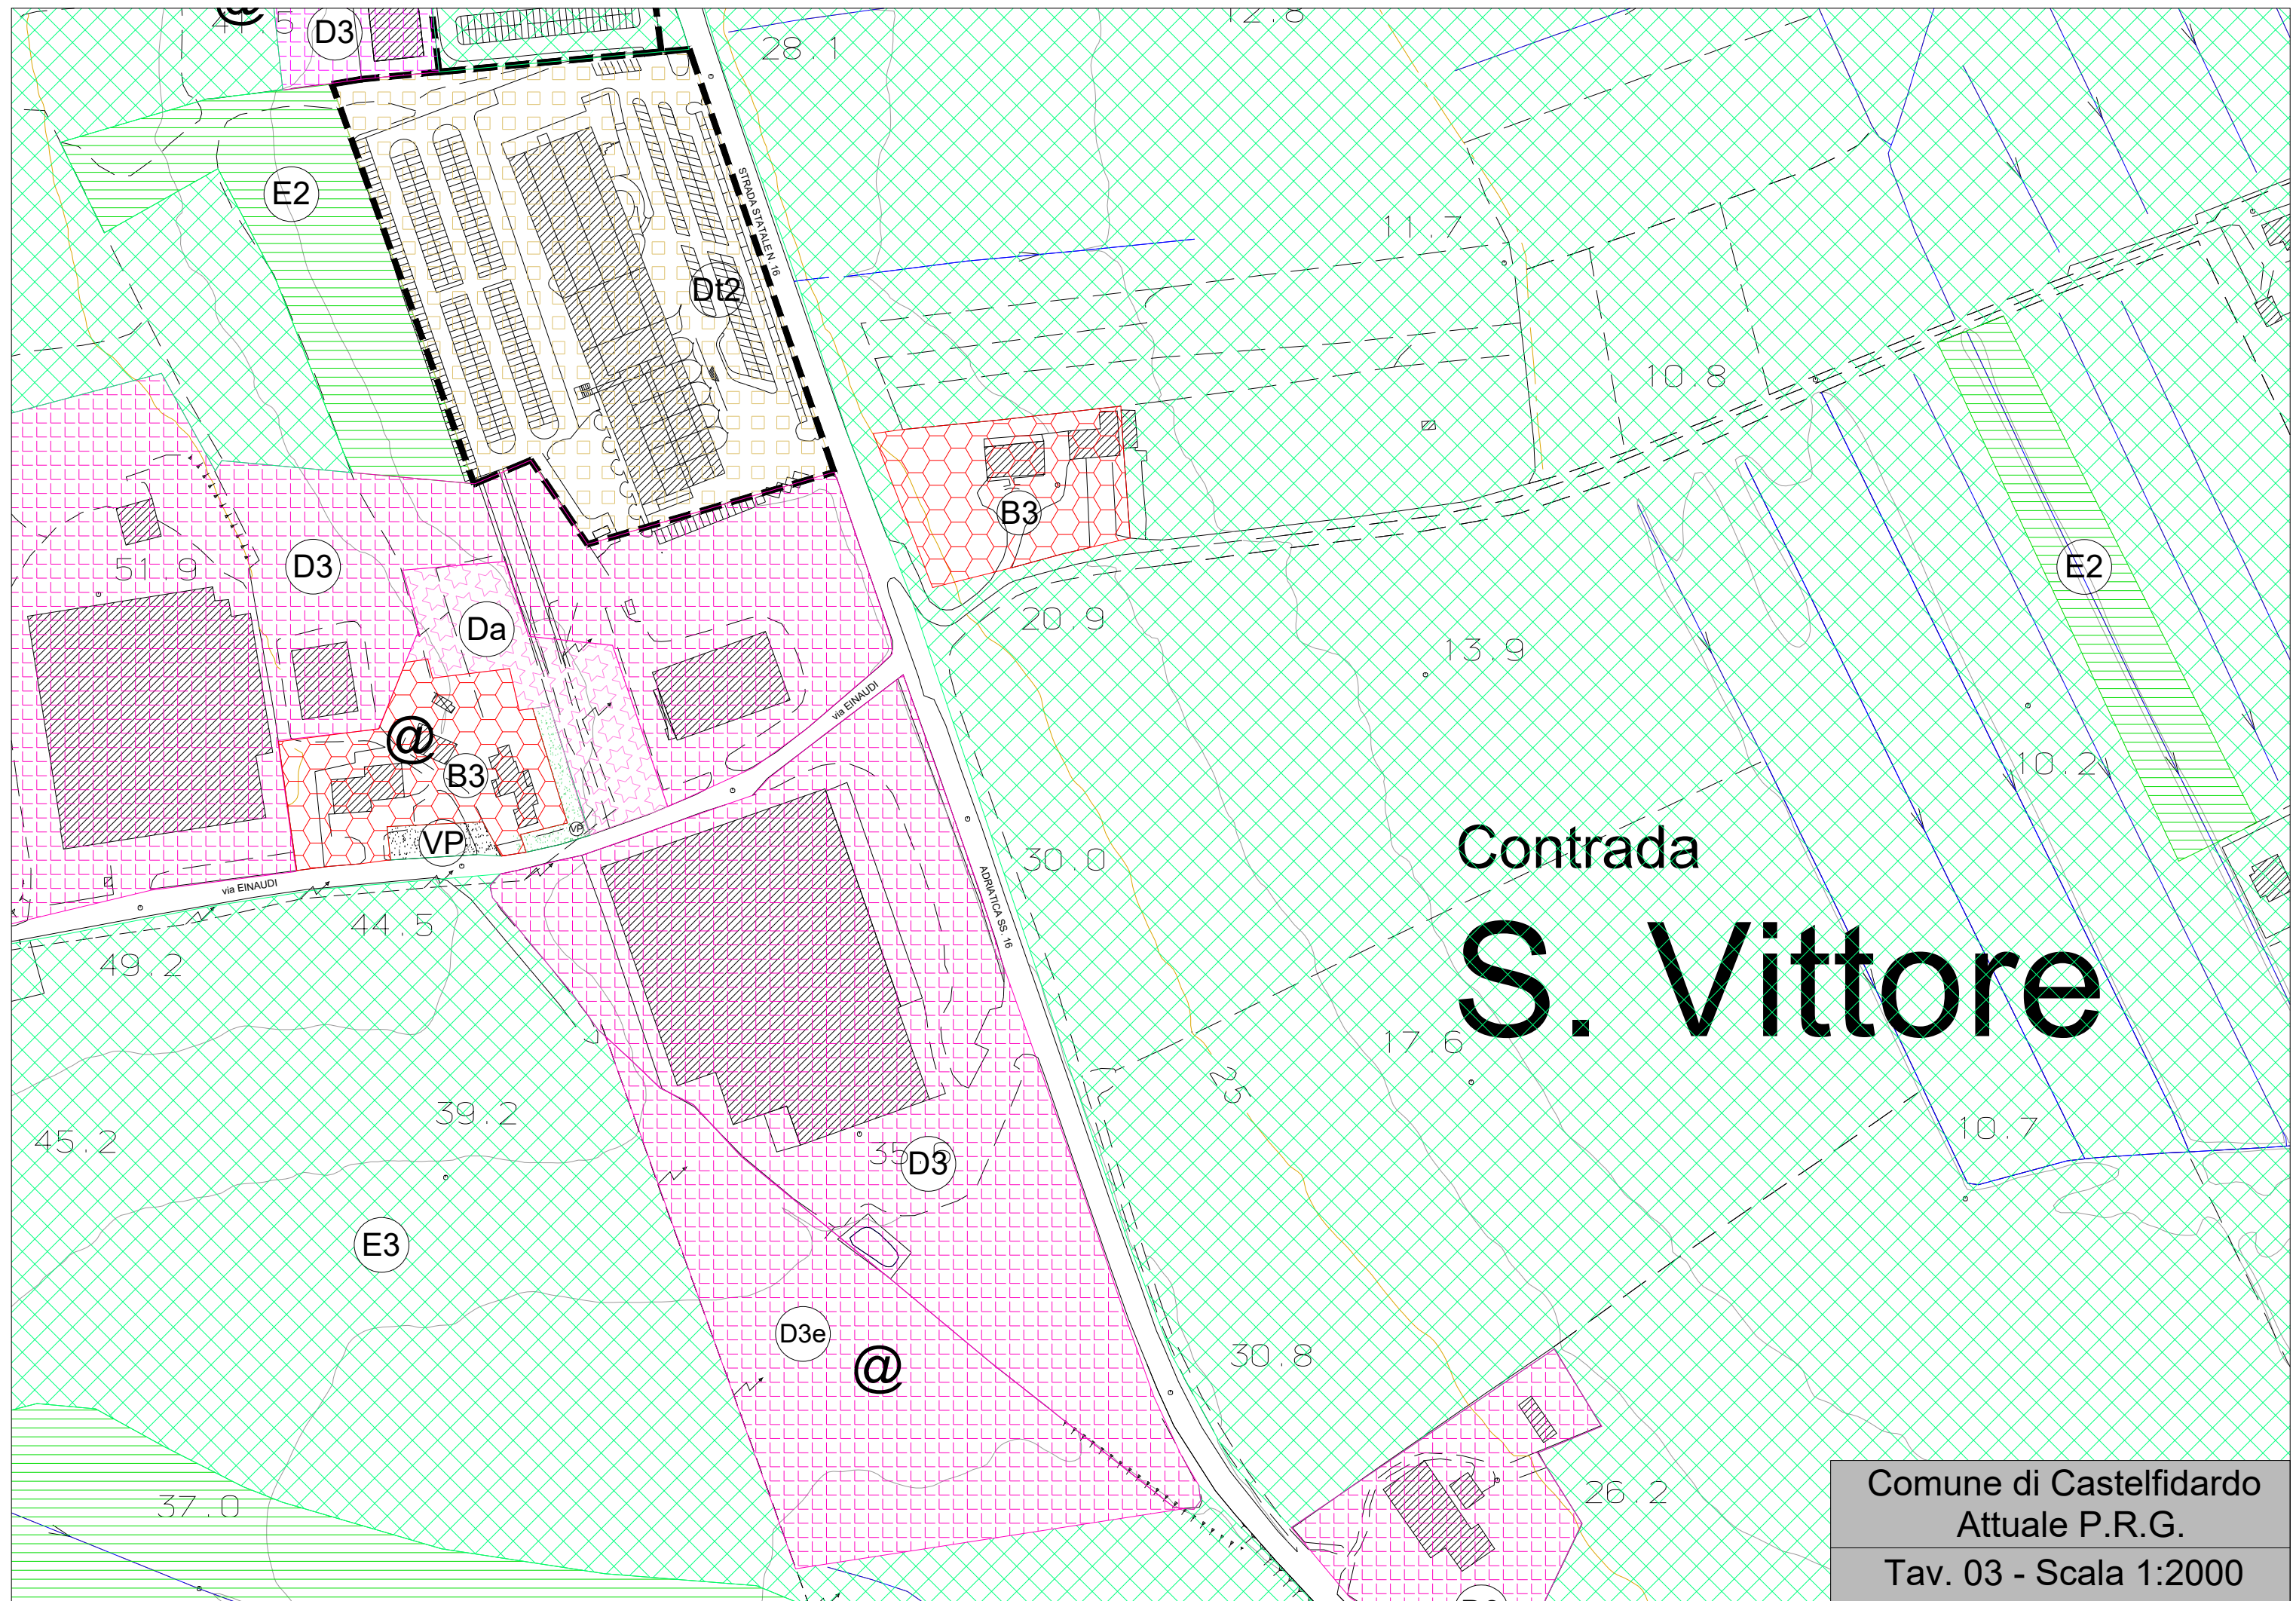 @
D3
28.1
E2
STRADA STATALE N. 16
Dt2
11.7
10.8
B3
51.9
D3
E2
Da
20.9
13.9
via EINAUDI
@
B3
10.2
VP
VP
Contrada
30.0
via EINAUDI
ADRIATICA SS. 16
44.5
S. Vittore
49.2
17.6
25
39.2
45.2
10.7
35.6
D3
E3
D3e
30.8
@
26.2
37.0
Comune di Castelfidardo
Attuale P.R.G.
Tav. 03 - Scala 1:2000